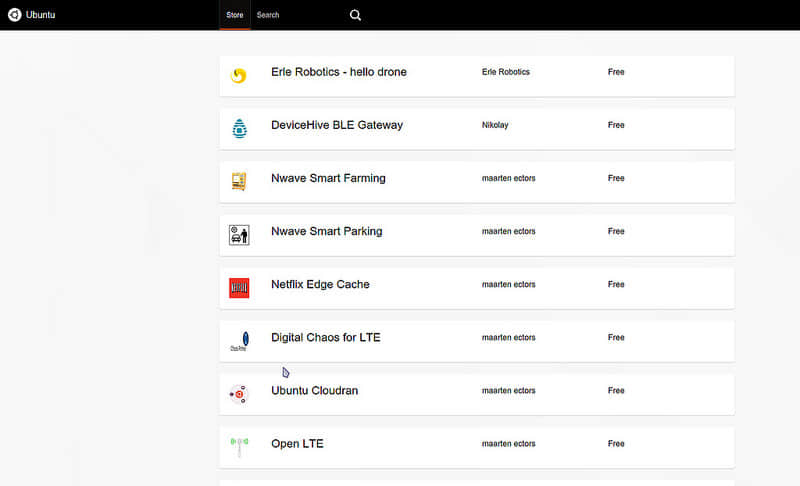 Ubuntu Store Search
Erle Robotics - hello drone Erle Robotics Free
DeviceHive BLE Gateway Nikolay Free
Nwave Smart Farming maarten ectors Free
Nwave Smart Parking maarten ectors Free
Netflix Edge Cache maarten ectors Free
Digital Chaos for LTE maarten ectors Free
Ubuntu Cloudran maarten ectors Free
Open LTE maarten ectors Free